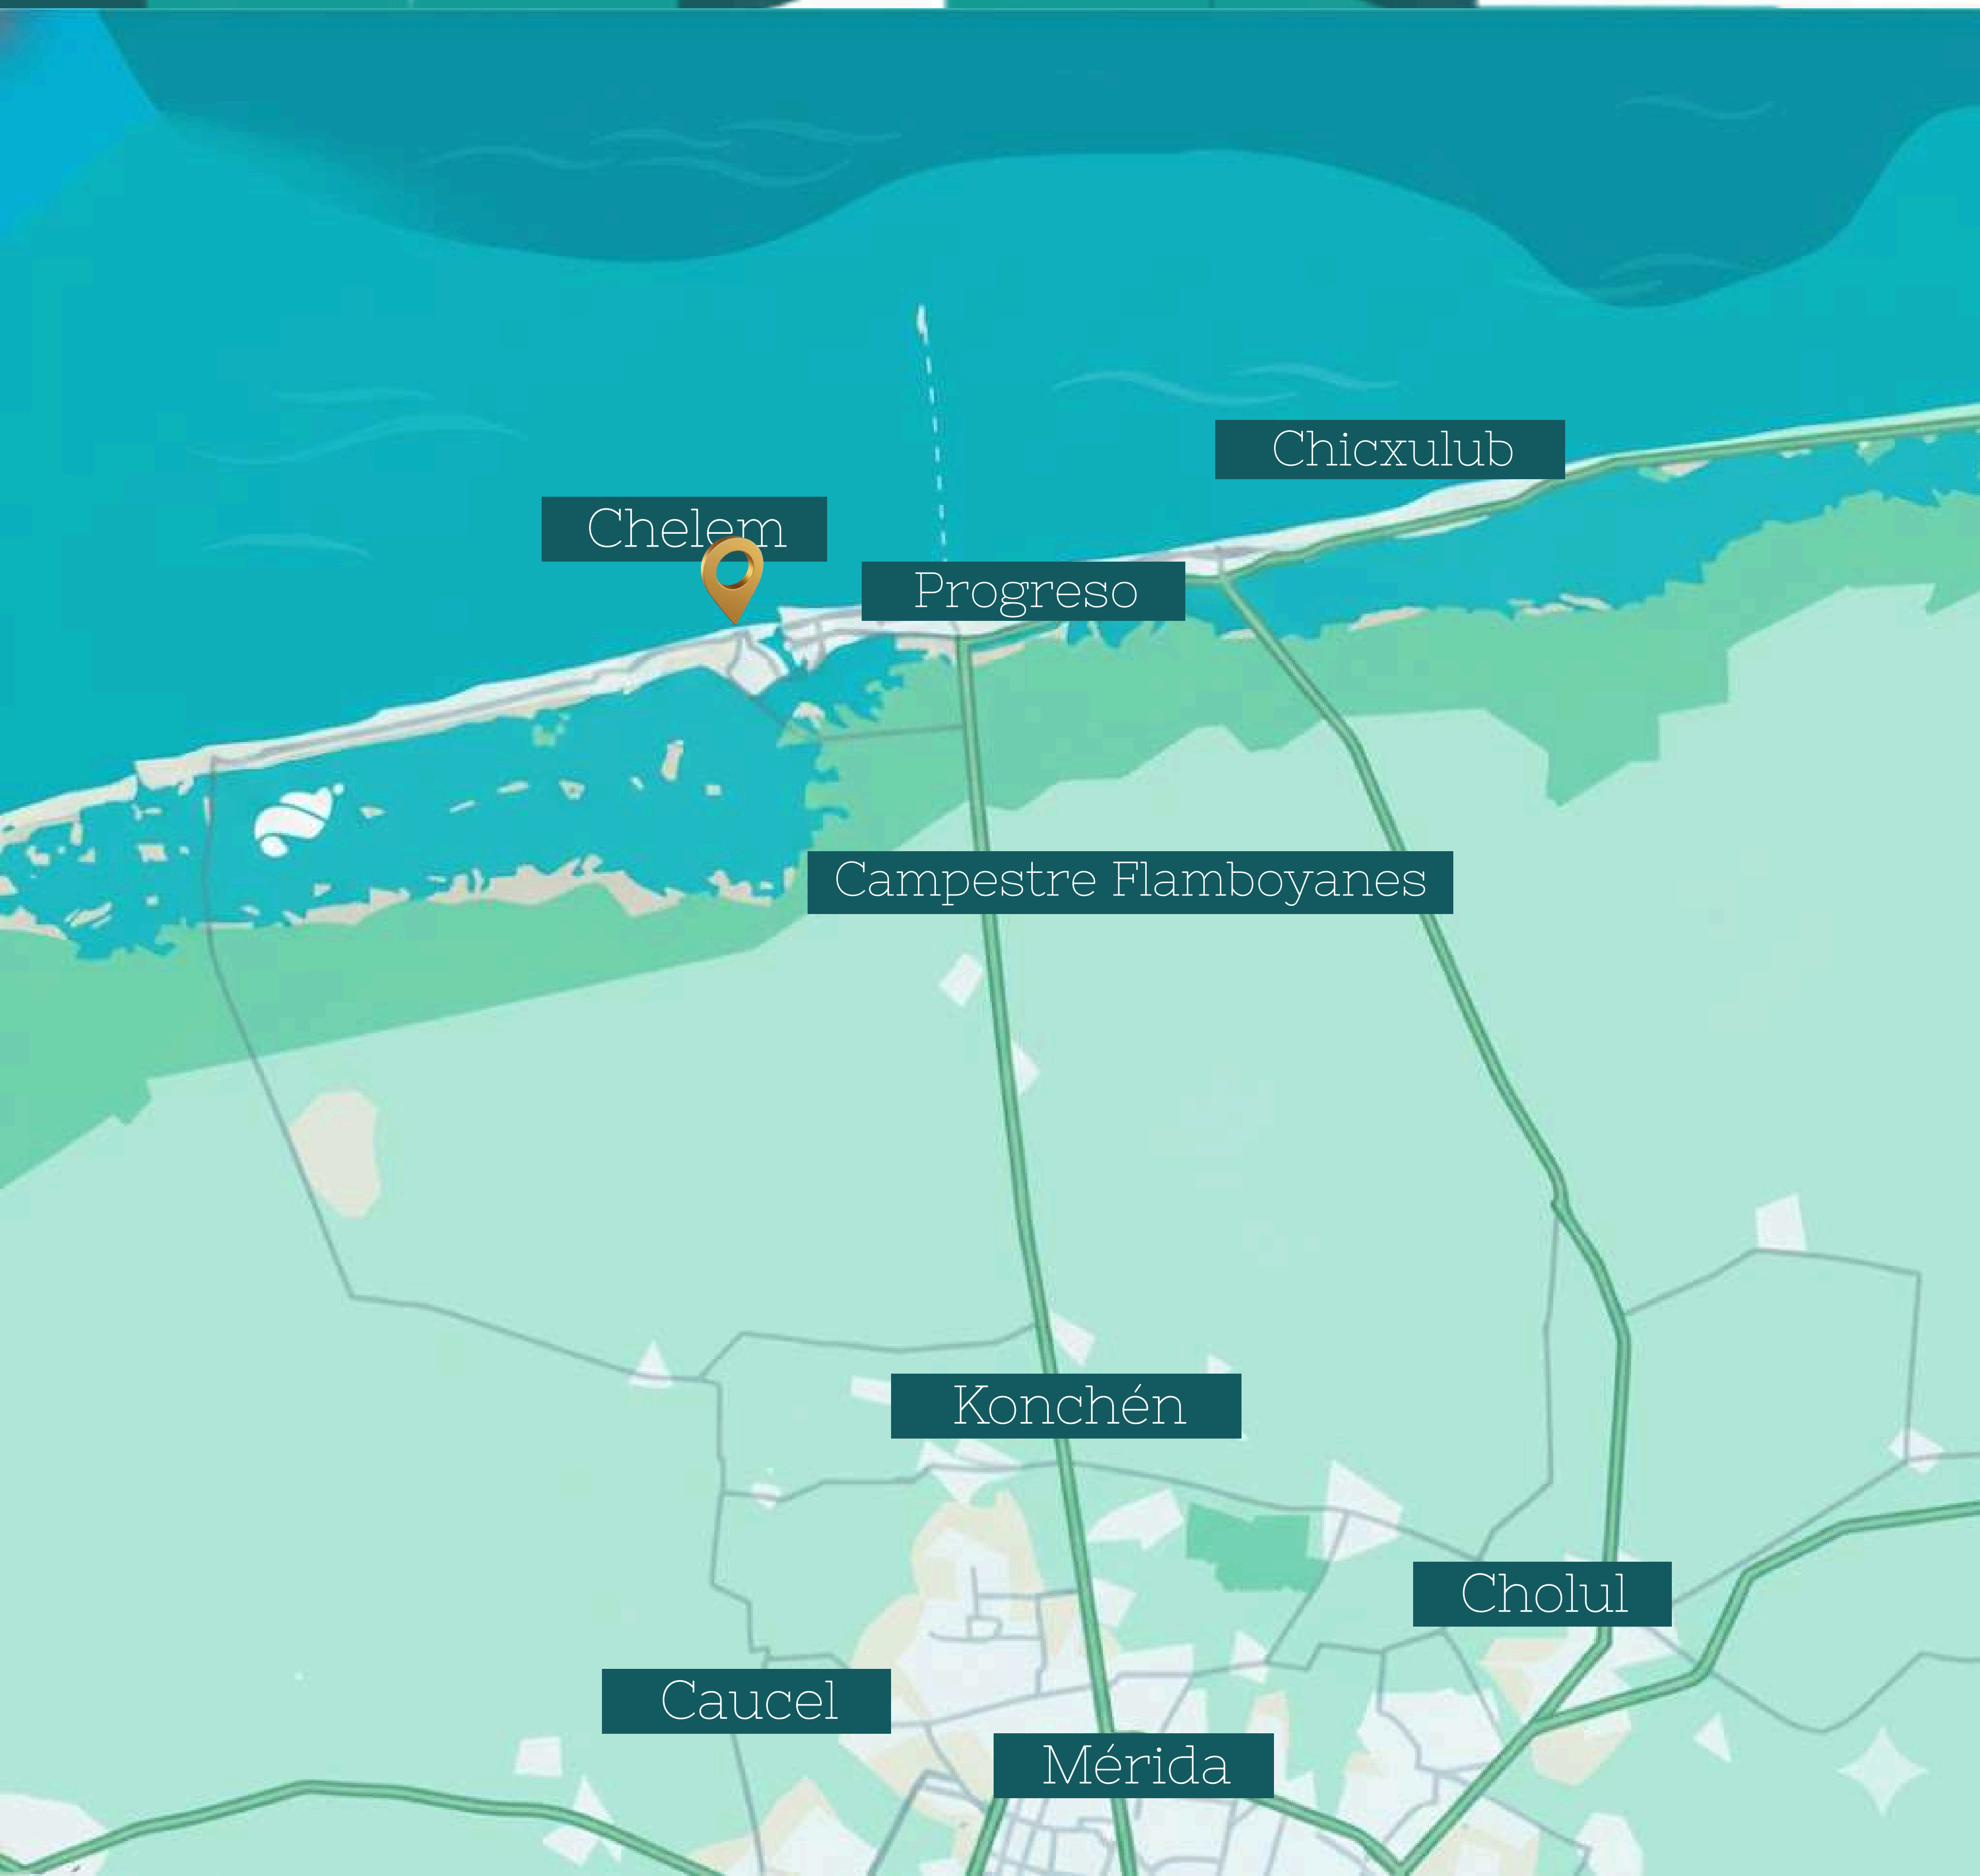 Chicxulub
Chelem
Progreso
Campestre Flamboyanes
Konchén
Cholul
Caucel
Mérida